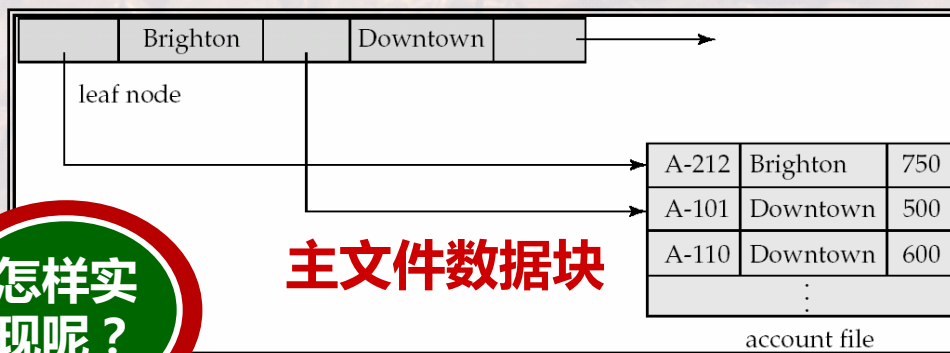 Brighton Downtown
leaf node
A-212 Brighton 750
A-101 Downtown 500
A-110 Downtown 600
主文件数据块
怎样实
现呢？
account file